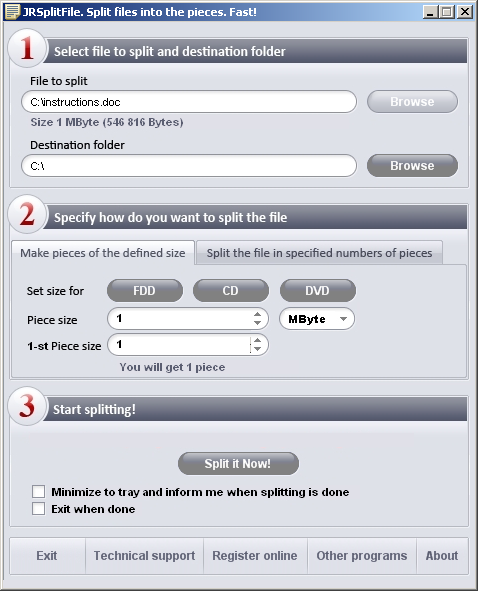 JRSplitFile. Split files into the pieces. Fast!
1 Select file to split and destination folder
File to split
C:\instructions.doc Browse
Size 1 MByte (546 816 Bytes)
Destination folder
C:\ Browse
2 Specify how do you want to split the file
Make pieces of the defined size Split the file in specified numbers of pieces
Set size for FDD CD DVD
Piece size 1 MByte
1-st Piece size 1
You will get 1 piece
3 Start splitting!
Split it Now!
Minimize to tray and inform me when splitting is done
Exit when done
Exit Technical support Register online Other programs About